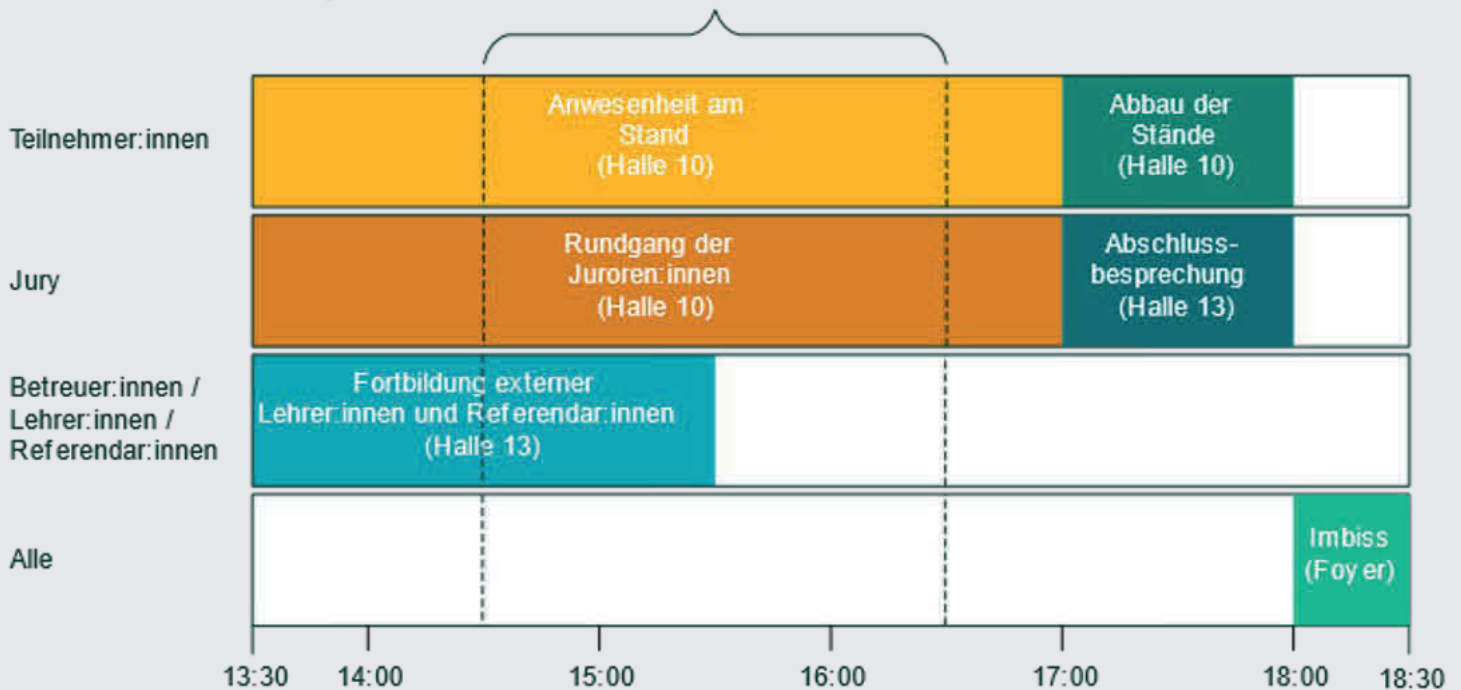 Teilnehmer:innen
Anwesenheit am
Stand
(Halle 10)
Abbau der
Stände
(Halle 10)
Jury
Rundgang der
Juroren:innen
(Halle 10)
Abschluss-
besprechung
(Halle 13)
Betreuer:innen /
Lehrer:innen /
Referendar:innen
Fortbildung externer
Lehrer:innen und Referendar:innen
(Halle 13)
Alle
Imbiss
(Foyer)
13:30 14:00 15:00 16:00 17:00 18:00 18:30